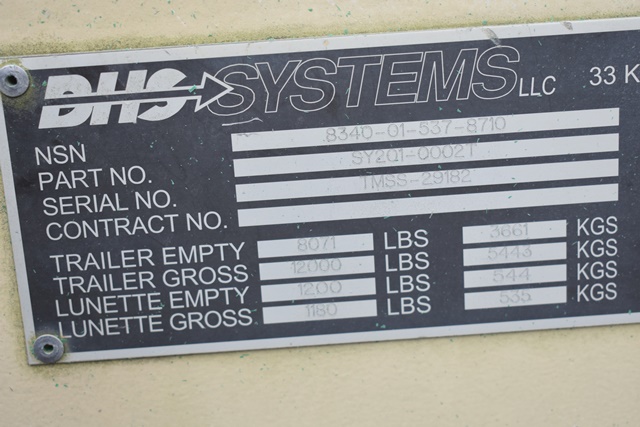 DHS SYSTEMS LLC 33 K
NSN 8340-01-537-8710
PART NO. SY201-00021
SERIAL NO. TMSS-29182
CONTRACT NO.
TRAILER EMPTY 8071 LBS 3661 KGS
TRAILER GROSS 12000 LBS 5443 KGS
LUNETTE EMPTY 1200 LBS 544 KGS
LUNETTE GROSS 1180 LBS 535 KGS